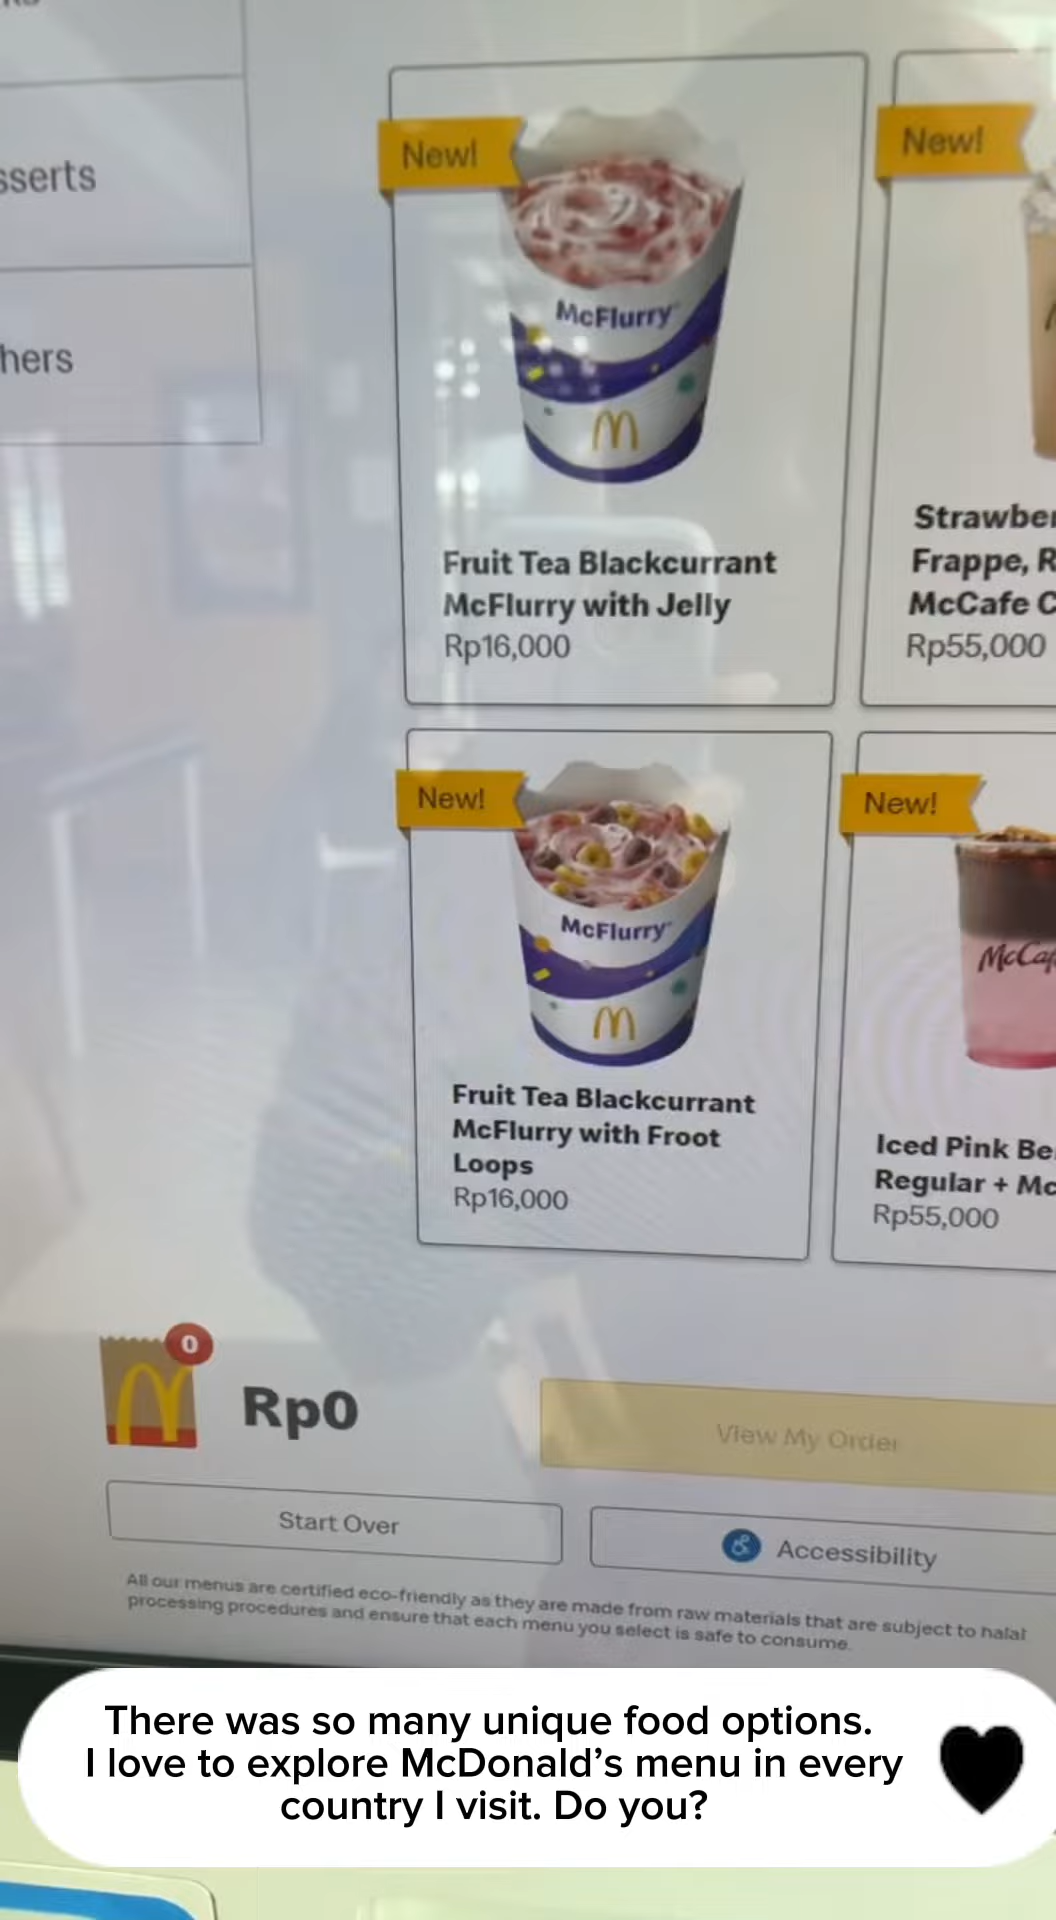 sserts
hers
New!
McFlurry
Fruit Tea Blackcurrant
McFlurry with Jelly
Rp16,000
New!
Strawber
Frappe, R
McCafe C
Rp55,000
New!
McFlurry
Fruit Tea Blackcurrant
McFlurry with Froot
Loops
Rp16,000
New!
McCaf
Iced Pink Be
Regular + Mc
Rp55,000
0
Rp0
View My Order
Start Over
Accessibility
All our menus are certified eco-friendly as they are made from raw materials that are subject to halal
processing procedures and ensure that each menu you select is safe to consume.
There was so many unique food options.
I love to explore McDonald’s menu in every
country I visit. Do you?